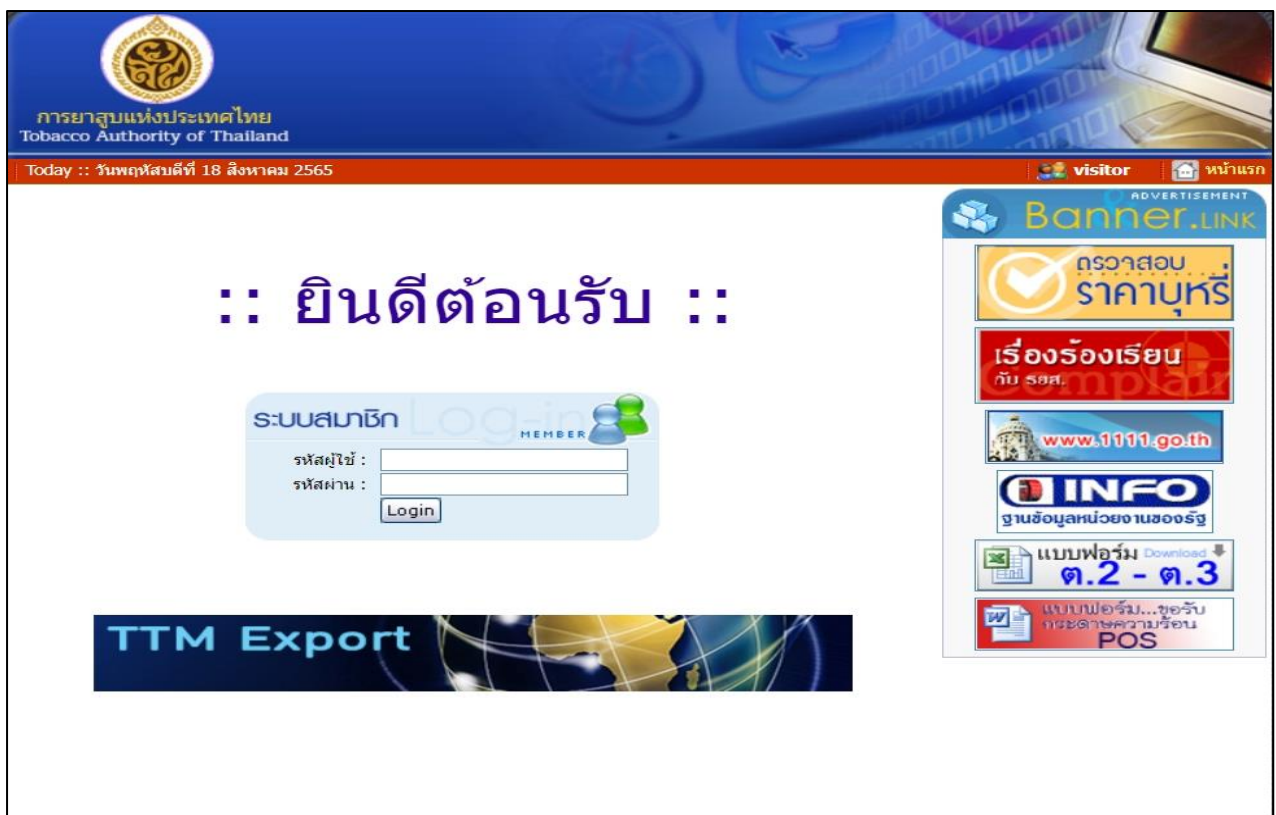 การยาสูบแห่งประเทศไทย
Tobacco Authority of Thailand
Today :: วันพฤหัสบดีที่ 18 สิงหาคม 2565
visitor
หน้าแรก
ADVERTISEMENT
Banner.LINK
:: ยินดีต้อนรับ ::
ระบบสมาชิก
Log-in
MEMBER
รหัสผู้ใช้ :
รหัสผ่าน :
Login
TTM Export
ตรวาสอบ
ราคาบุหรี่
เรื่องร้องเรียน
กับ รยส.
Complain
www.1111.go.th
INFO
ฐานข้อมูลหน่วยงานของรัฐ
แบบฟอร์ม Download
ต.2 - ต.3
แบบฟอร์ม...ขอรับ
กระดาษความร้อน
POS